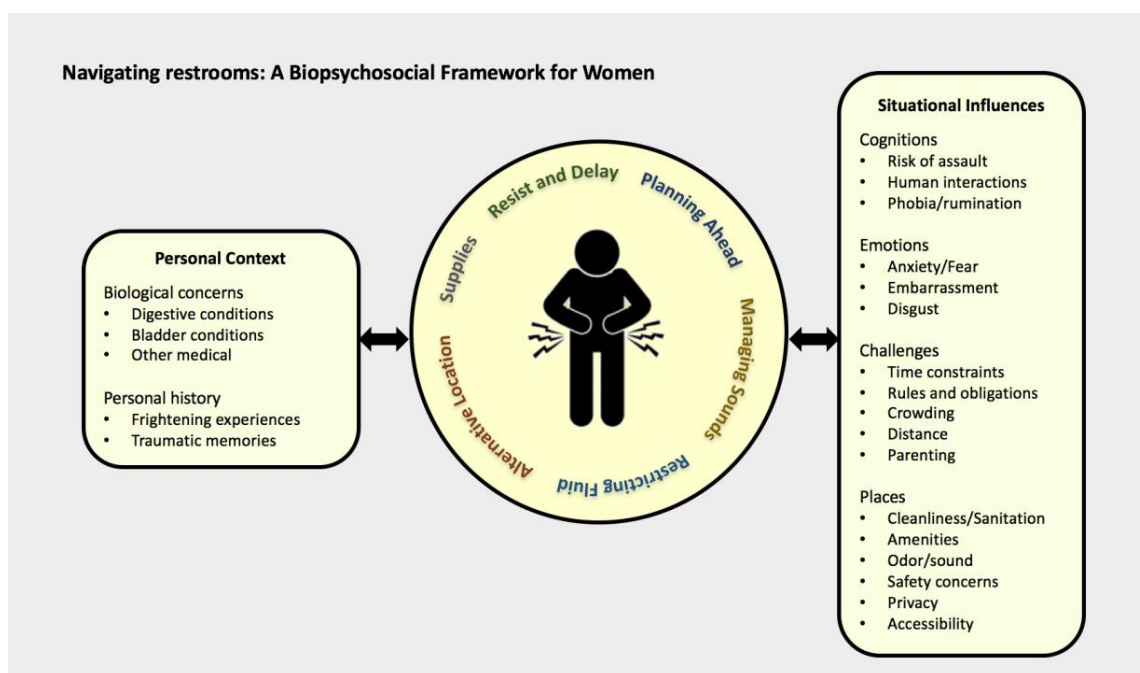 Navigating restrooms: A Biopsychosocial Framework for Women
Personal Context
Biological concerns
• Digestive conditions
• Bladder conditions
• Other medical
Personal history
• Frightening experiences
• Traumatic memories
Supplies
Resist and Delay
Planning Ahead
Managing Sounds
Restricting Fluid
Alternative Location
Situational Influences
Cognitions
• Risk of assault
• Human interactions
• Phobia/rumination
Emotions
• Anxiety/Fear
• Embarrassment
• Disgust
Challenges
• Time constraints
• Rules and obligations
• Crowding
• Distance
• Parenting
Places
• Cleanliness/Sanitation
• Amenities
• Odor/sound
• Safety concerns
• Privacy
• Accessibility